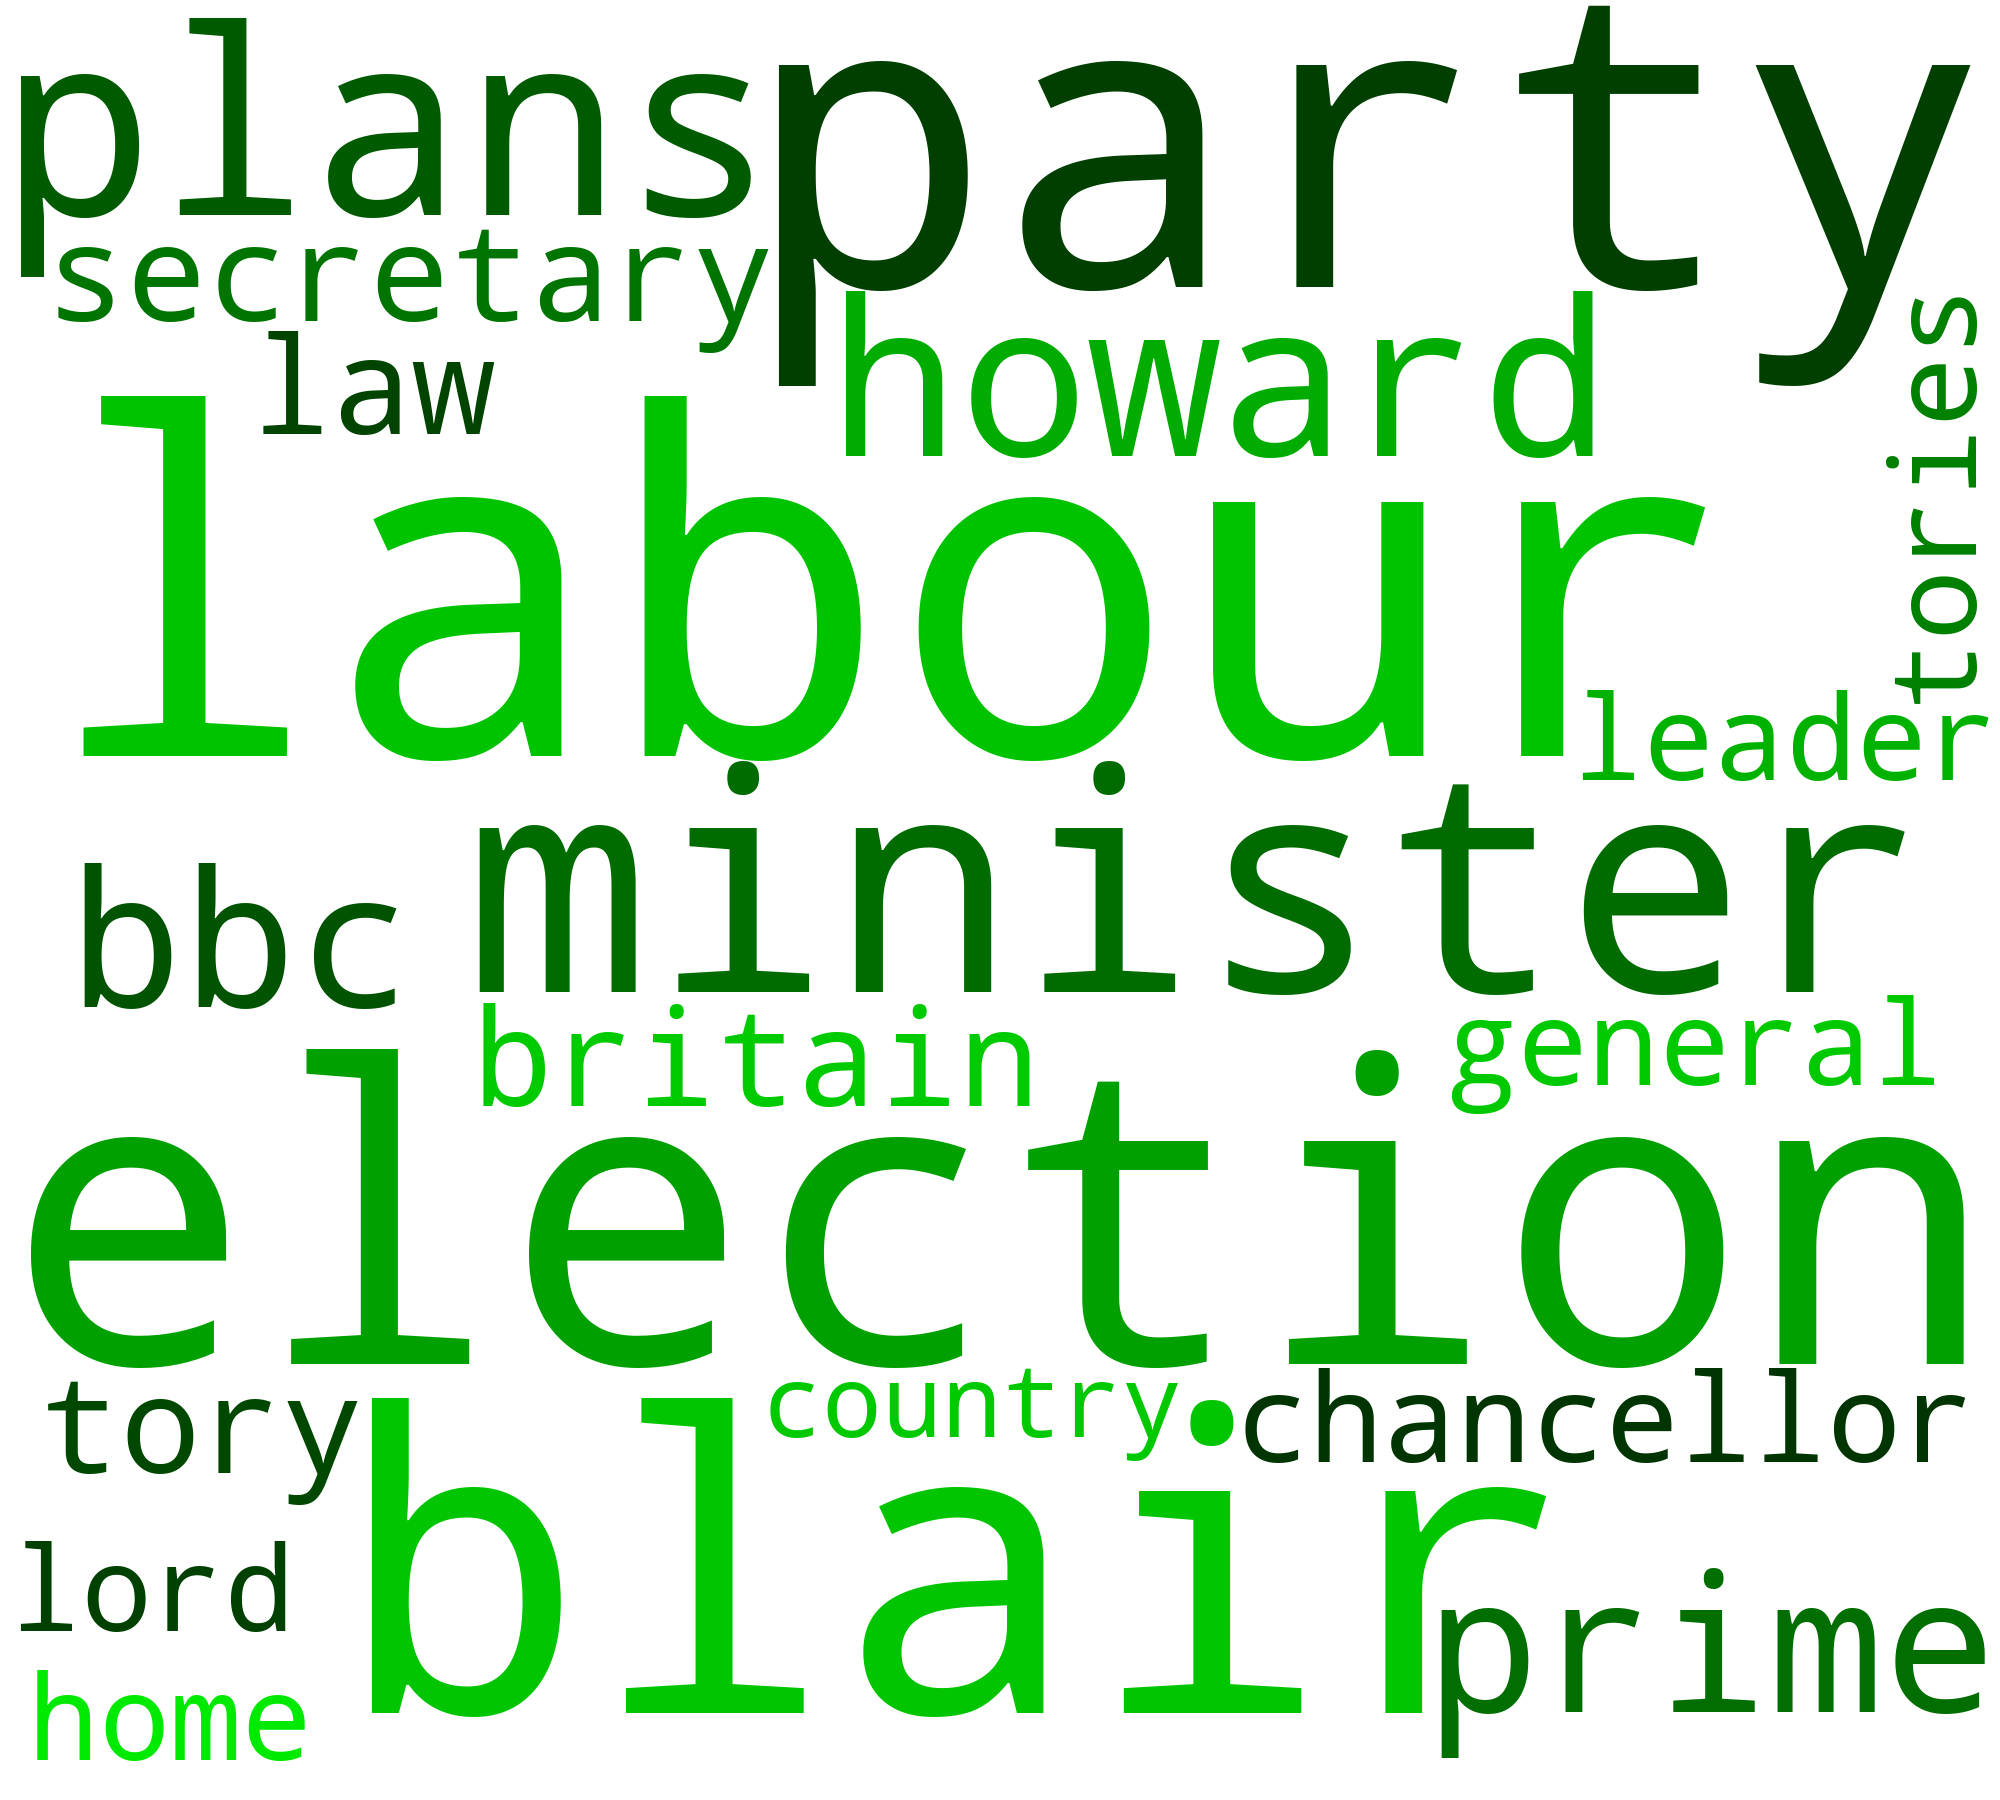 plans party
secretary
law howard
tories
labour
leader
minister
bbc
britain general
election
tory country chancellor
blair
lord
prime
home